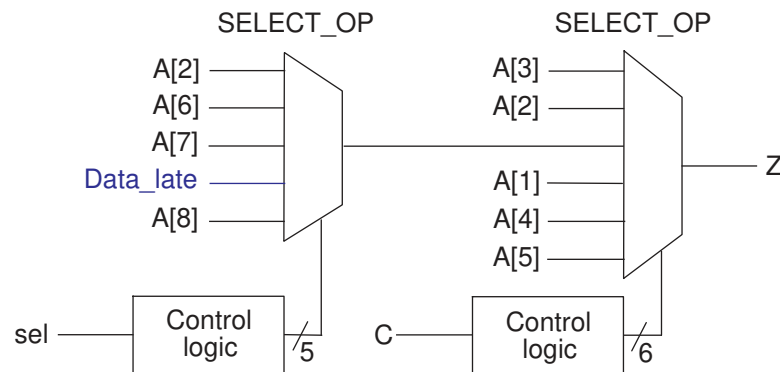 SELECT_OP
SELECT_OP
A[2]
A[6]
A[7]
Data_late
A[8]
A[3]
A[2]
A[1]
A[4]
A[5]
Z
sel
Control
logic
5
C
Control
logic
6